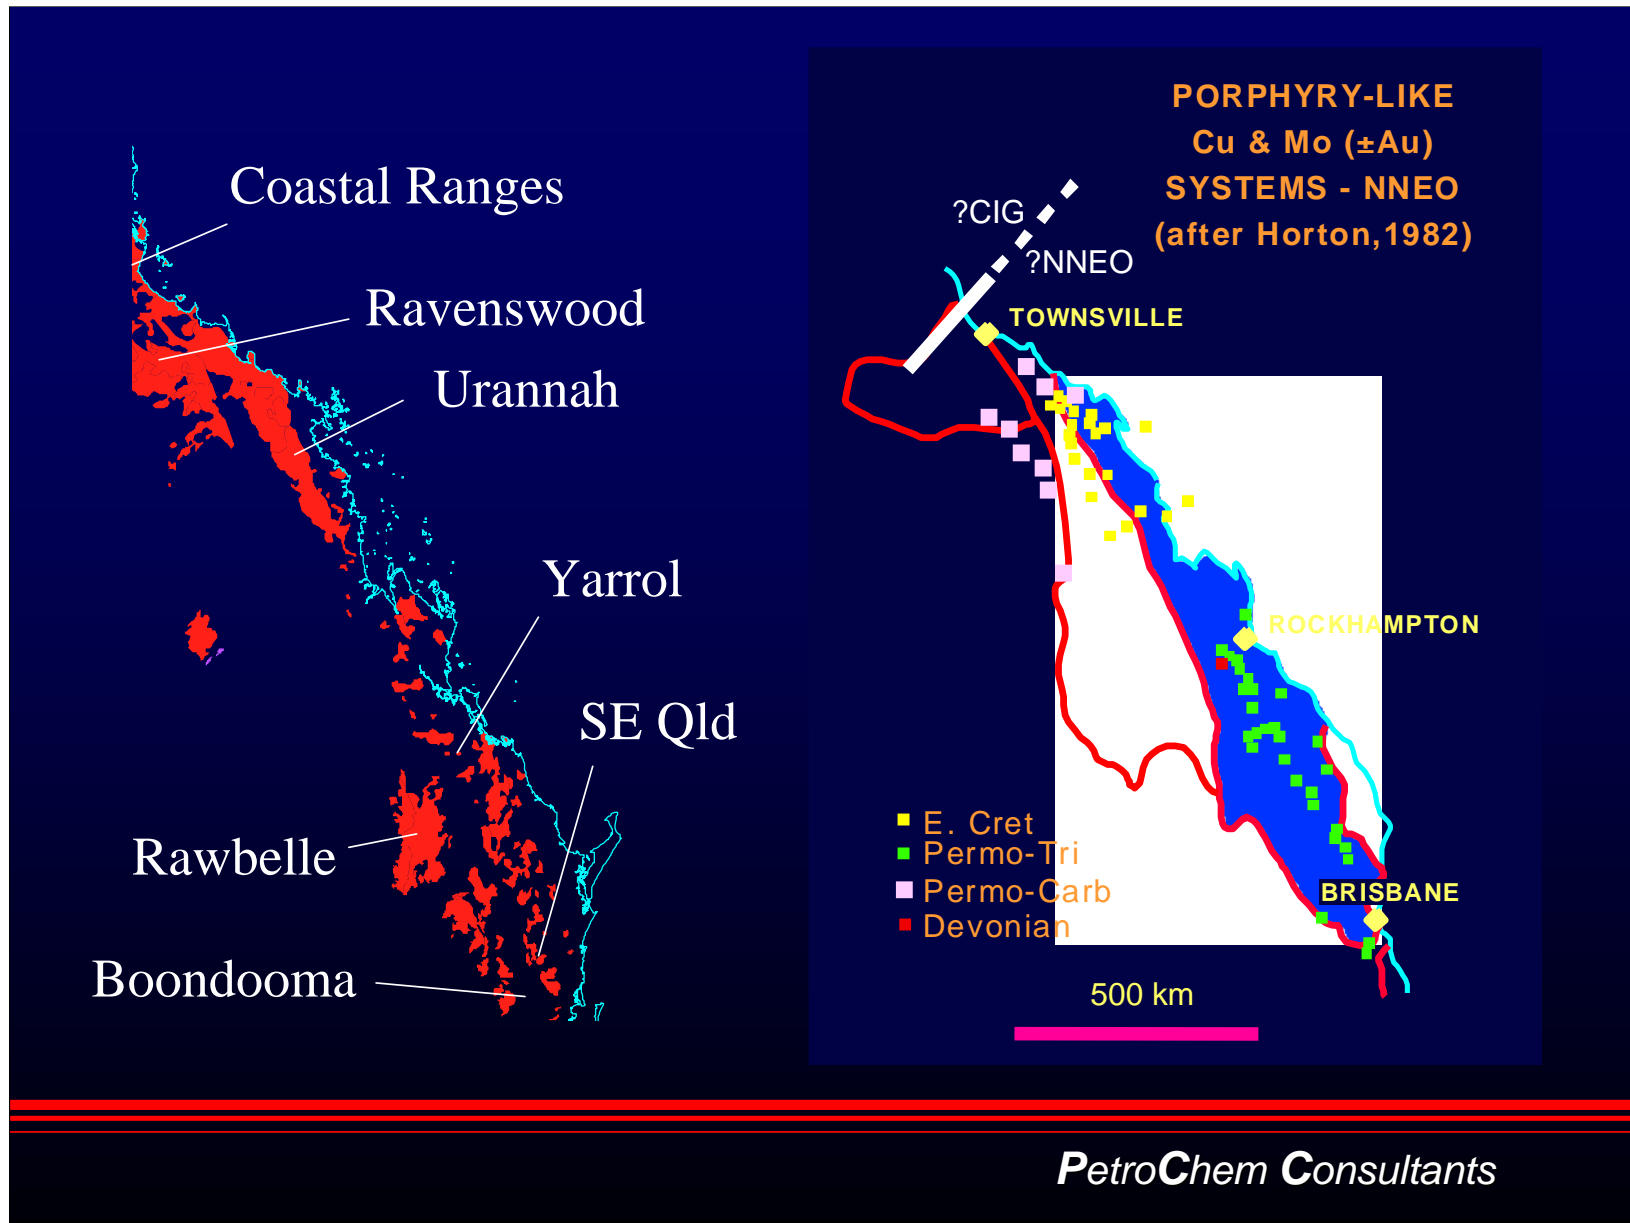 Coastal Ranges
Ravenswood
Urannah
Yarrol
SE Qld
Rawbelle
Boondooma
PORPHYRY-LIKE
Cu & Mo (±Au)
SYSTEMS - NNEO
(after Horton,1982)
?CIG
?NNEO
TOWNSVILLE
ROCKHAMPTON
E. Cret
Permo-Tri
Permo-Carb
Devonian
BRISBANE
500 km
PetroChem Consultants